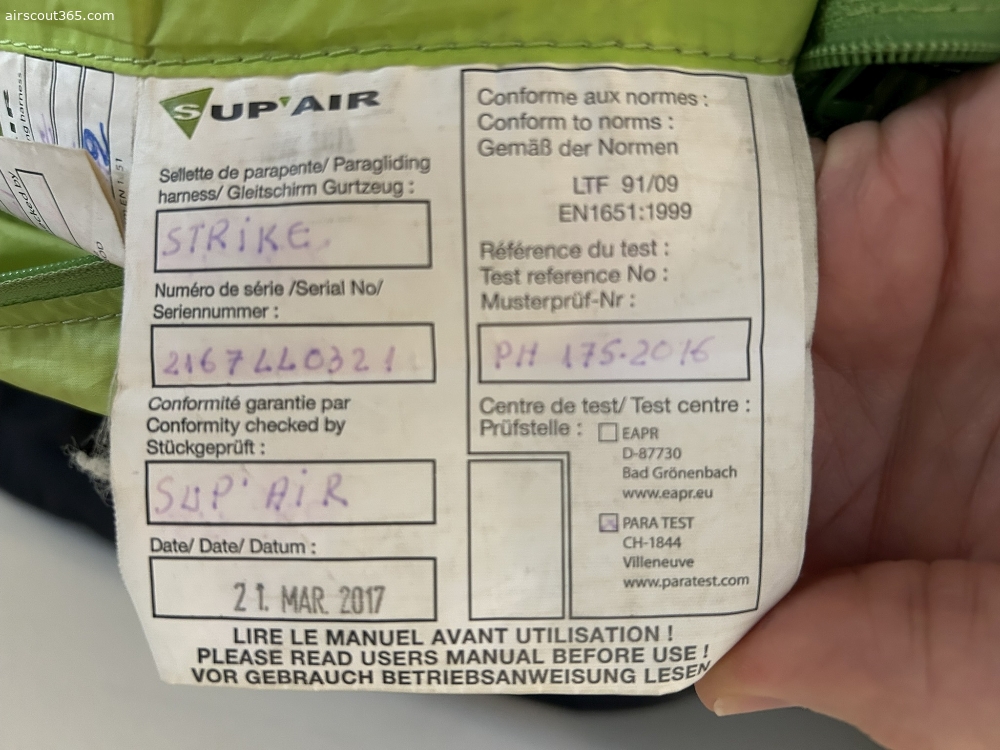 airscout365.com
SUP'AIR
Sellette de parapente/ Paragliding
harness/ Gleitschirm Gurtzeug :
STRIKE
Numéro de série /Serial No/
Seriennummer :
2167LL0321
Conformité garantie par
Conformity checked by
Stückgeprüft :
SUP'AIR
Date/ Date/ Datum :
21. MAR. 2017
Conforme aux normes :
Conform to norms :
Gemäß der Normen
LTF 91/09
EN1651:1999
Référence du test :
Test reference No :
Musterprüf-Nr :
PH 175.2016
Centre de test/ Test centre :
Prüfstelle :
EAPR
D-87730
Bad Grönenbach
www.eapr.eu
PARA TEST
CH-1844
Villeneuve
www.paratest.com
LIRE LE MANUEL AVANT UTILISATION !
PLEASE READ USERS MANUAL BEFORE USE !
VOR GEBRAUCH BETRIEBSANWEISUNG LESEN
ng harness